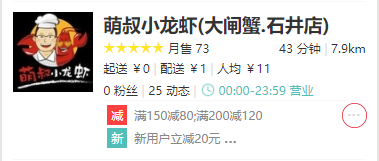 萌叔小龙虾(大闸蟹.石井店)
月售 73 43 分钟 | 7.9km
起送 ¥0 | 配送 ¥1 | 人均 ¥11
0 粉丝 | 25 动态 | 00:00-23:59 营业
减 满150减80;满200减120
新 新用户立减20元 ...
萌叔小龙虾